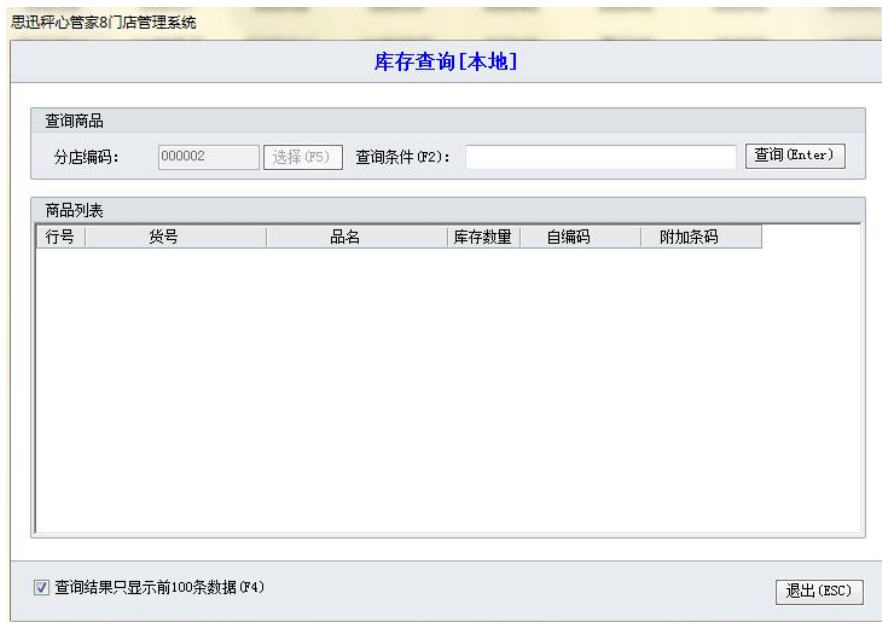 思迅秤心管家8门店管理系统
库存查询[本地]
查询商品
分店编码: 000002 选择(F5) 查询条件(F2): 查询(Enter)
商品列表
行号 货号 品名 库存数量 自编码 附加条码
查询结果只显示前100条数据(F4) 退出(ESC)